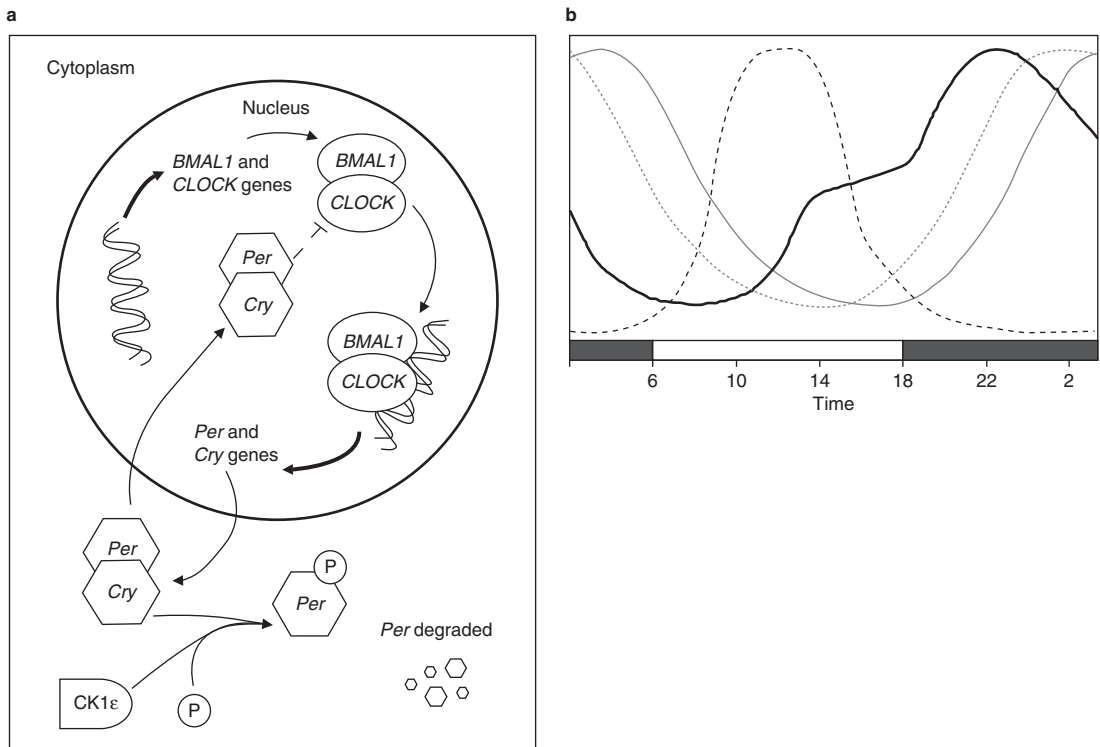 a
Cytoplasm
Nucleus
BMAL1 and
CLOCK genes
BMAL1
CLOCK
Per
Cry
BMAL1
CLOCK
Per and
Cry genes
Per
Cry
P
Per
Per degraded
CK1ε
P
b
6 10 14 18 22 2
Time